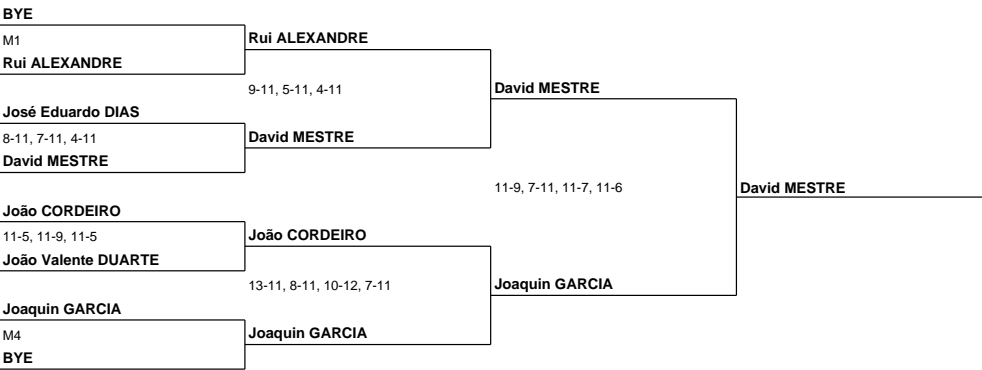 BYE
M1
Rui ALEXANDRE
José Eduardo DIAS
8-11, 7-11, 4-11
David MESTRE
João CORDEIRO
11-5, 11-9, 11-5
João Valente DUARTE
Joaquin GARCIA
M4
BYE
Rui ALEXANDRE
9-11, 5-11, 4-11
David MESTRE
João CORDEIRO
13-11, 8-11, 10-12, 7-11
Joaquin GARCIA
David MESTRE
11-9, 7-11, 11-7, 11-6
Joaquin GARCIA
David MESTRE